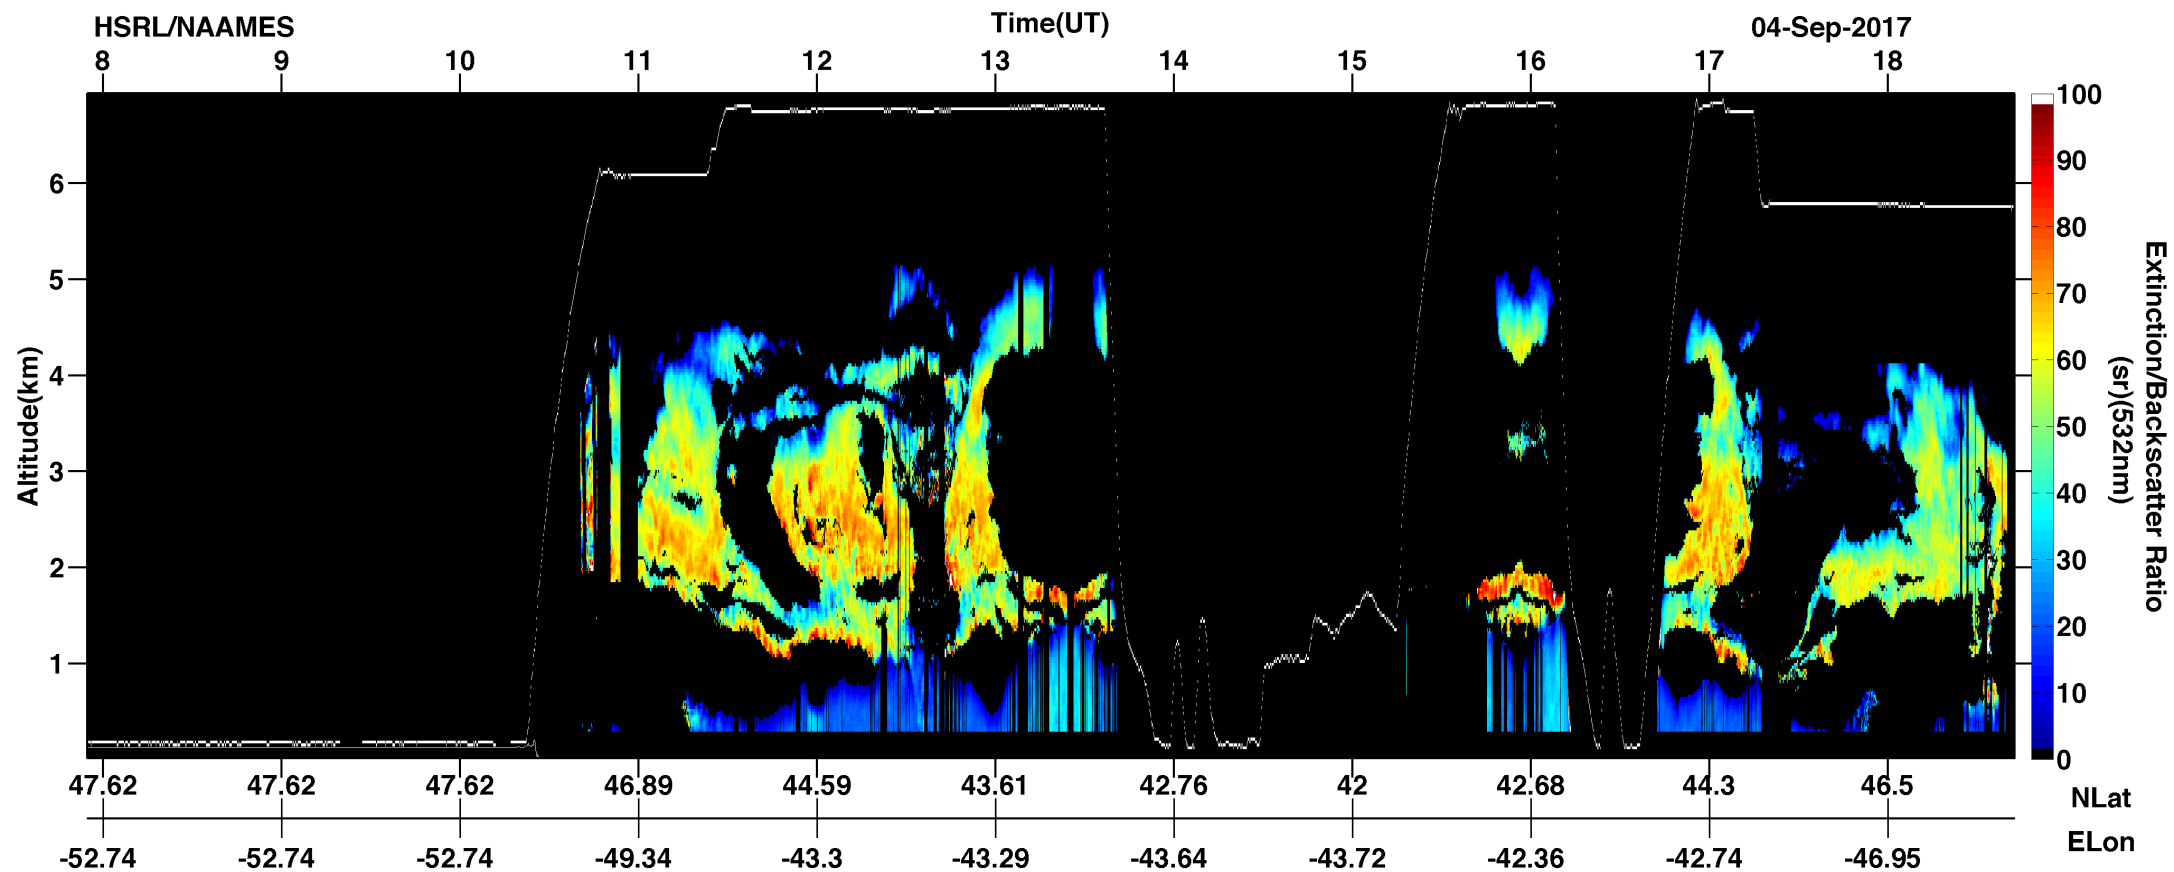 HSRL/NAAMES Time(UT) 04-Sep-2017
8 9 10 11 12 13 14 15 16 17 18
100
90
80
70
60
50
40
30
20
10
0
Extinction/Backscatter Ratio
(sr)(532nm)
Altitude(km)
6
5
4
3
2
1
47.62 47.62 47.62 46.89 44.59 43.61 42.76 42 42.68 44.3 46.5 NLat
-52.74 -52.74 -52.74 -49.34 -43.3 -43.29 -43.64 -43.72 -42.36 -42.74 -46.95 ELon